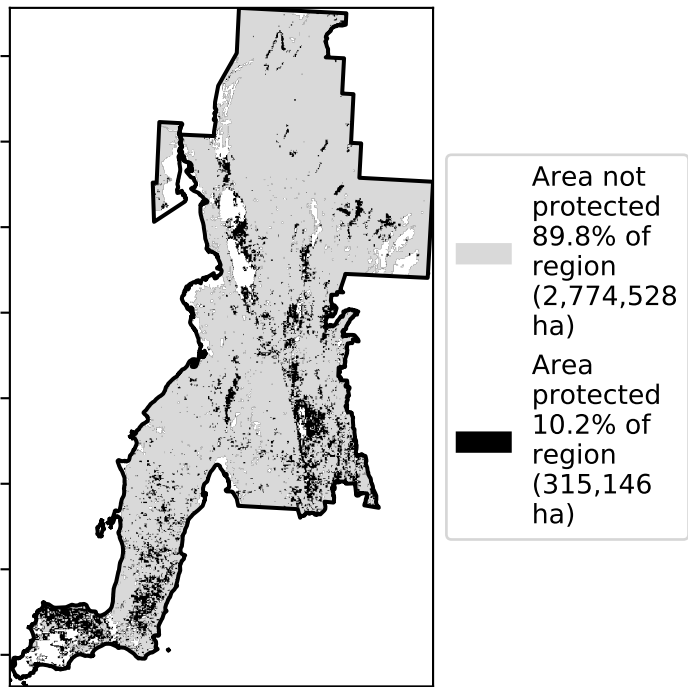 Area not
protected
89.8% of
region
(2,774,528
ha)
Area
protected
10.2% of
region
(315,146
ha)